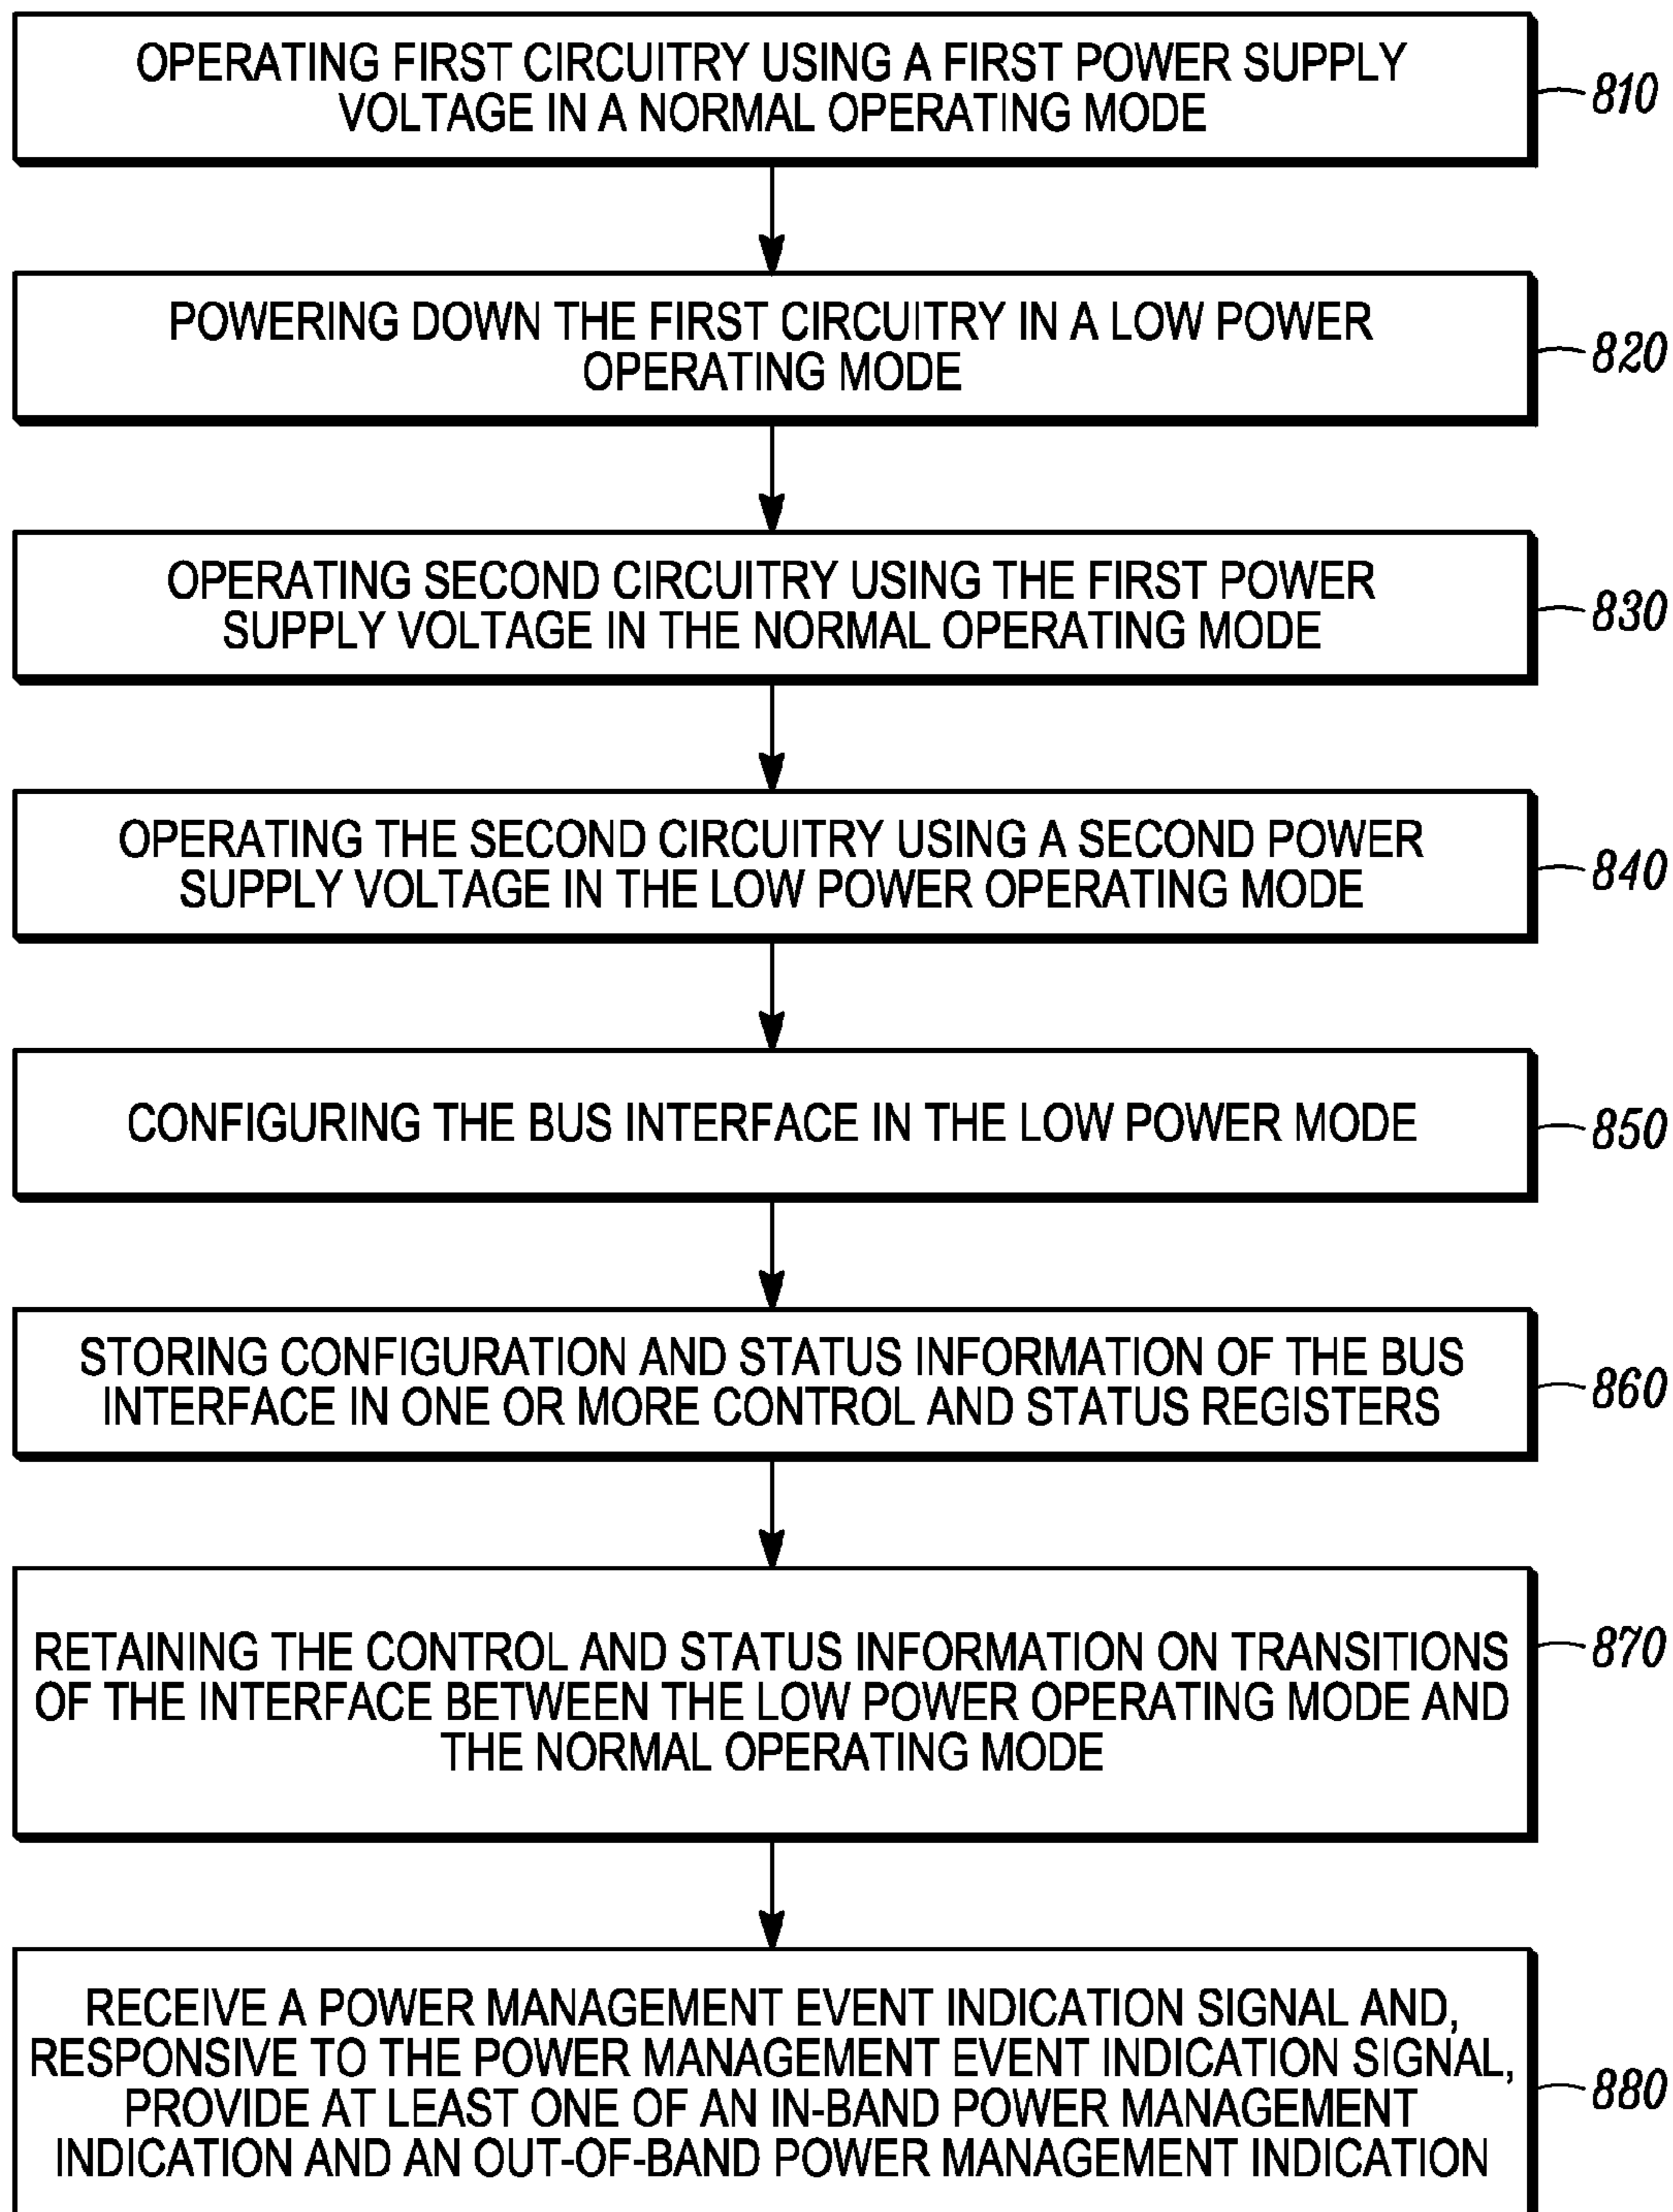 OPERATING FIRST CIRCUITRY USING A FIRST POWER SUPPLY
VOLTAGE IN A NORMAL OPERATING MODE
810
POWERING DOWN THE FIRST CIRCUITRY IN A LOW POWER
OPERATING MODE
820
OPERATING SECOND CIRCUITRY USING THE FIRST POWER
SUPPLY VOLTAGE IN THE NORMAL OPERATING MODE
830
OPERATING THE SECOND CIRCUITRY USING A SECOND POWER
SUPPLY VOLTAGE IN THE LOW POWER OPERATING MODE
840
CONFIGURING THE BUS INTERFACE IN THE LOW POWER MODE
850
STORING CONFIGURATION AND STATUS INFORMATION OF THE BUS
INTERFACE IN ONE OR MORE CONTROL AND STATUS REGISTERS
860
RETAINING THE CONTROL AND STATUS INFORMATION ON TRANSITIONS
OF THE INTERFACE BETWEEN THE LOW POWER OPERATING MODE AND
THE NORMAL OPERATING MODE
870
RECEIVE A POWER MANAGEMENT EVENT INDICATION SIGNAL AND,
RESPONSIVE TO THE POWER MANAGEMENT EVENT INDICATION SIGNAL,
PROVIDE AT LEAST ONE OF AN IN-BAND POWER MANAGEMENT
INDICATION AND AN OUT-OF-BAND POWER MANAGEMENT INDICATION
880